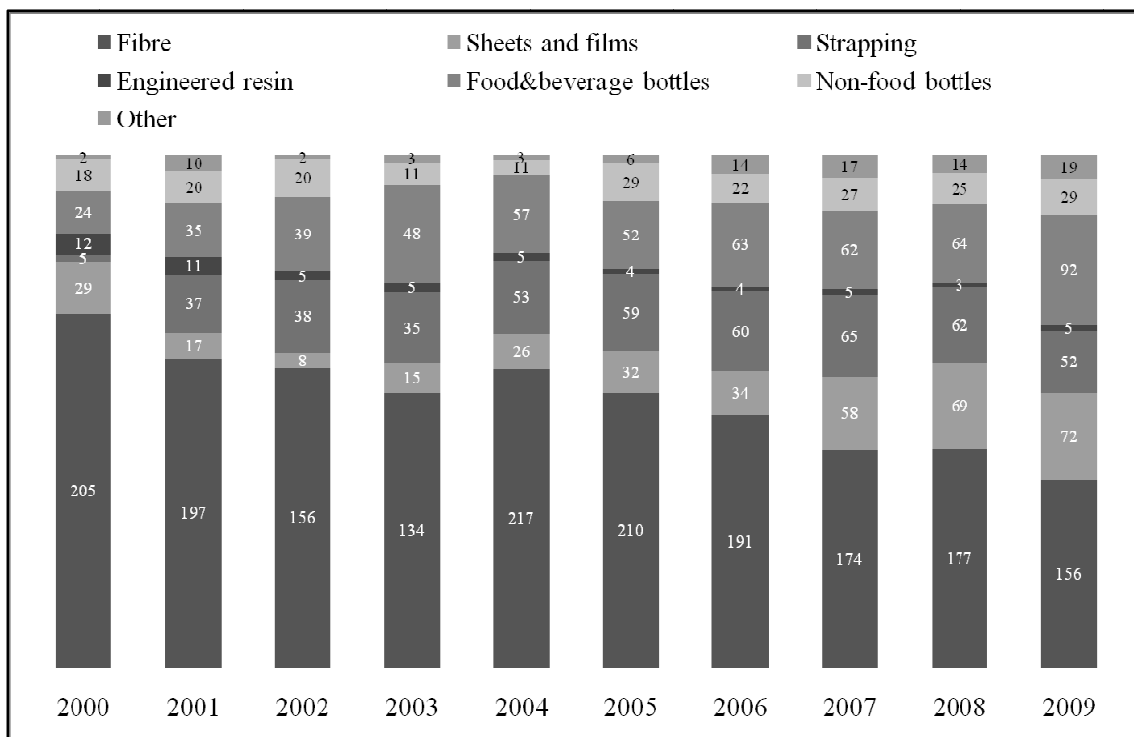 Fibre Sheets and films Strapping
Engineered resin Food&beverage bottles Non-food bottles
Other
2 10 2 3 3 6 14 17 14 19
18 20 20 11 11 29 22 27 25 29
24 35 39 48 57 52 63 62 64 92
12 11 5 5 5 4 4 5 3 5
5 37 38 35 53 59 60 65 62 52
29 17 8 15 26 32 34 58 69 72
205 197 156 134 217 210 191 174 177 156
2000 2001 2002 2003 2004 2005 2006 2007 2008 2009